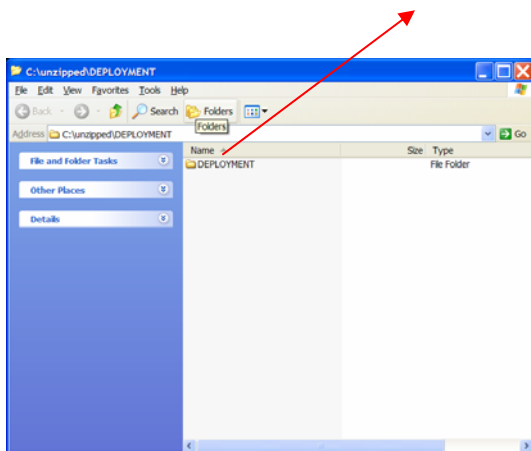 C:\unzipped\DEPLOYMENT
File Edit View Favorites Tools Help
Back Search Folders
Folders
Address C:\unzipped\DEPLOYMENT Go
Name Size Type
File and Folder Tasks
DEPLOYMENT File Folder
Other Places
Details